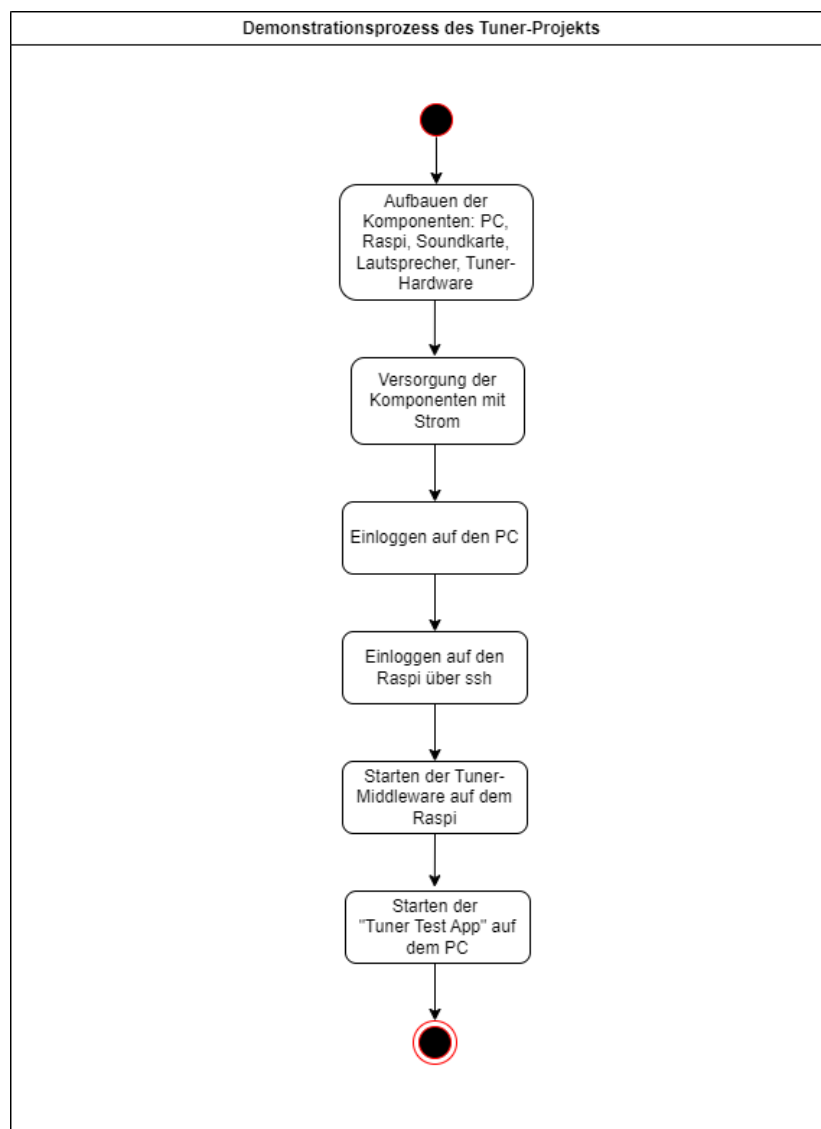 Demonstrationsprozess des Tuner-Projekts
Aufbauen der
Komponenten: PC,
Raspi, Soundkarte,
Lautsprecher, Tuner-
Hardware
Versorgung der
Komponenten mit
Strom
Einloggen auf den PC
Einloggen auf den
Raspi über ssh
Starten der Tuner-
Middleware auf dem
Raspi
Starten der
"Tuner Test App" auf
dem PC